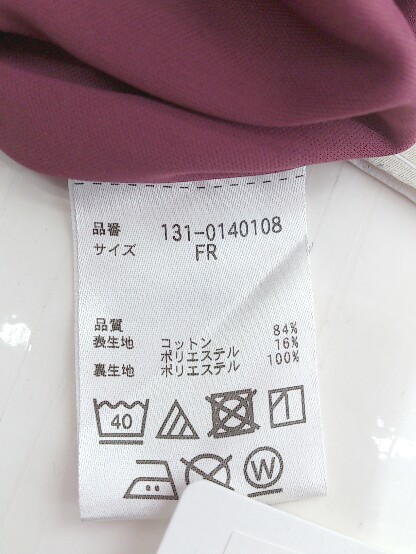 品番 131-0140108
サイズ FR
品質
表生地 コットン 84%
ポリエステル 16%
裏生地 ポリエステル 100%
40
W